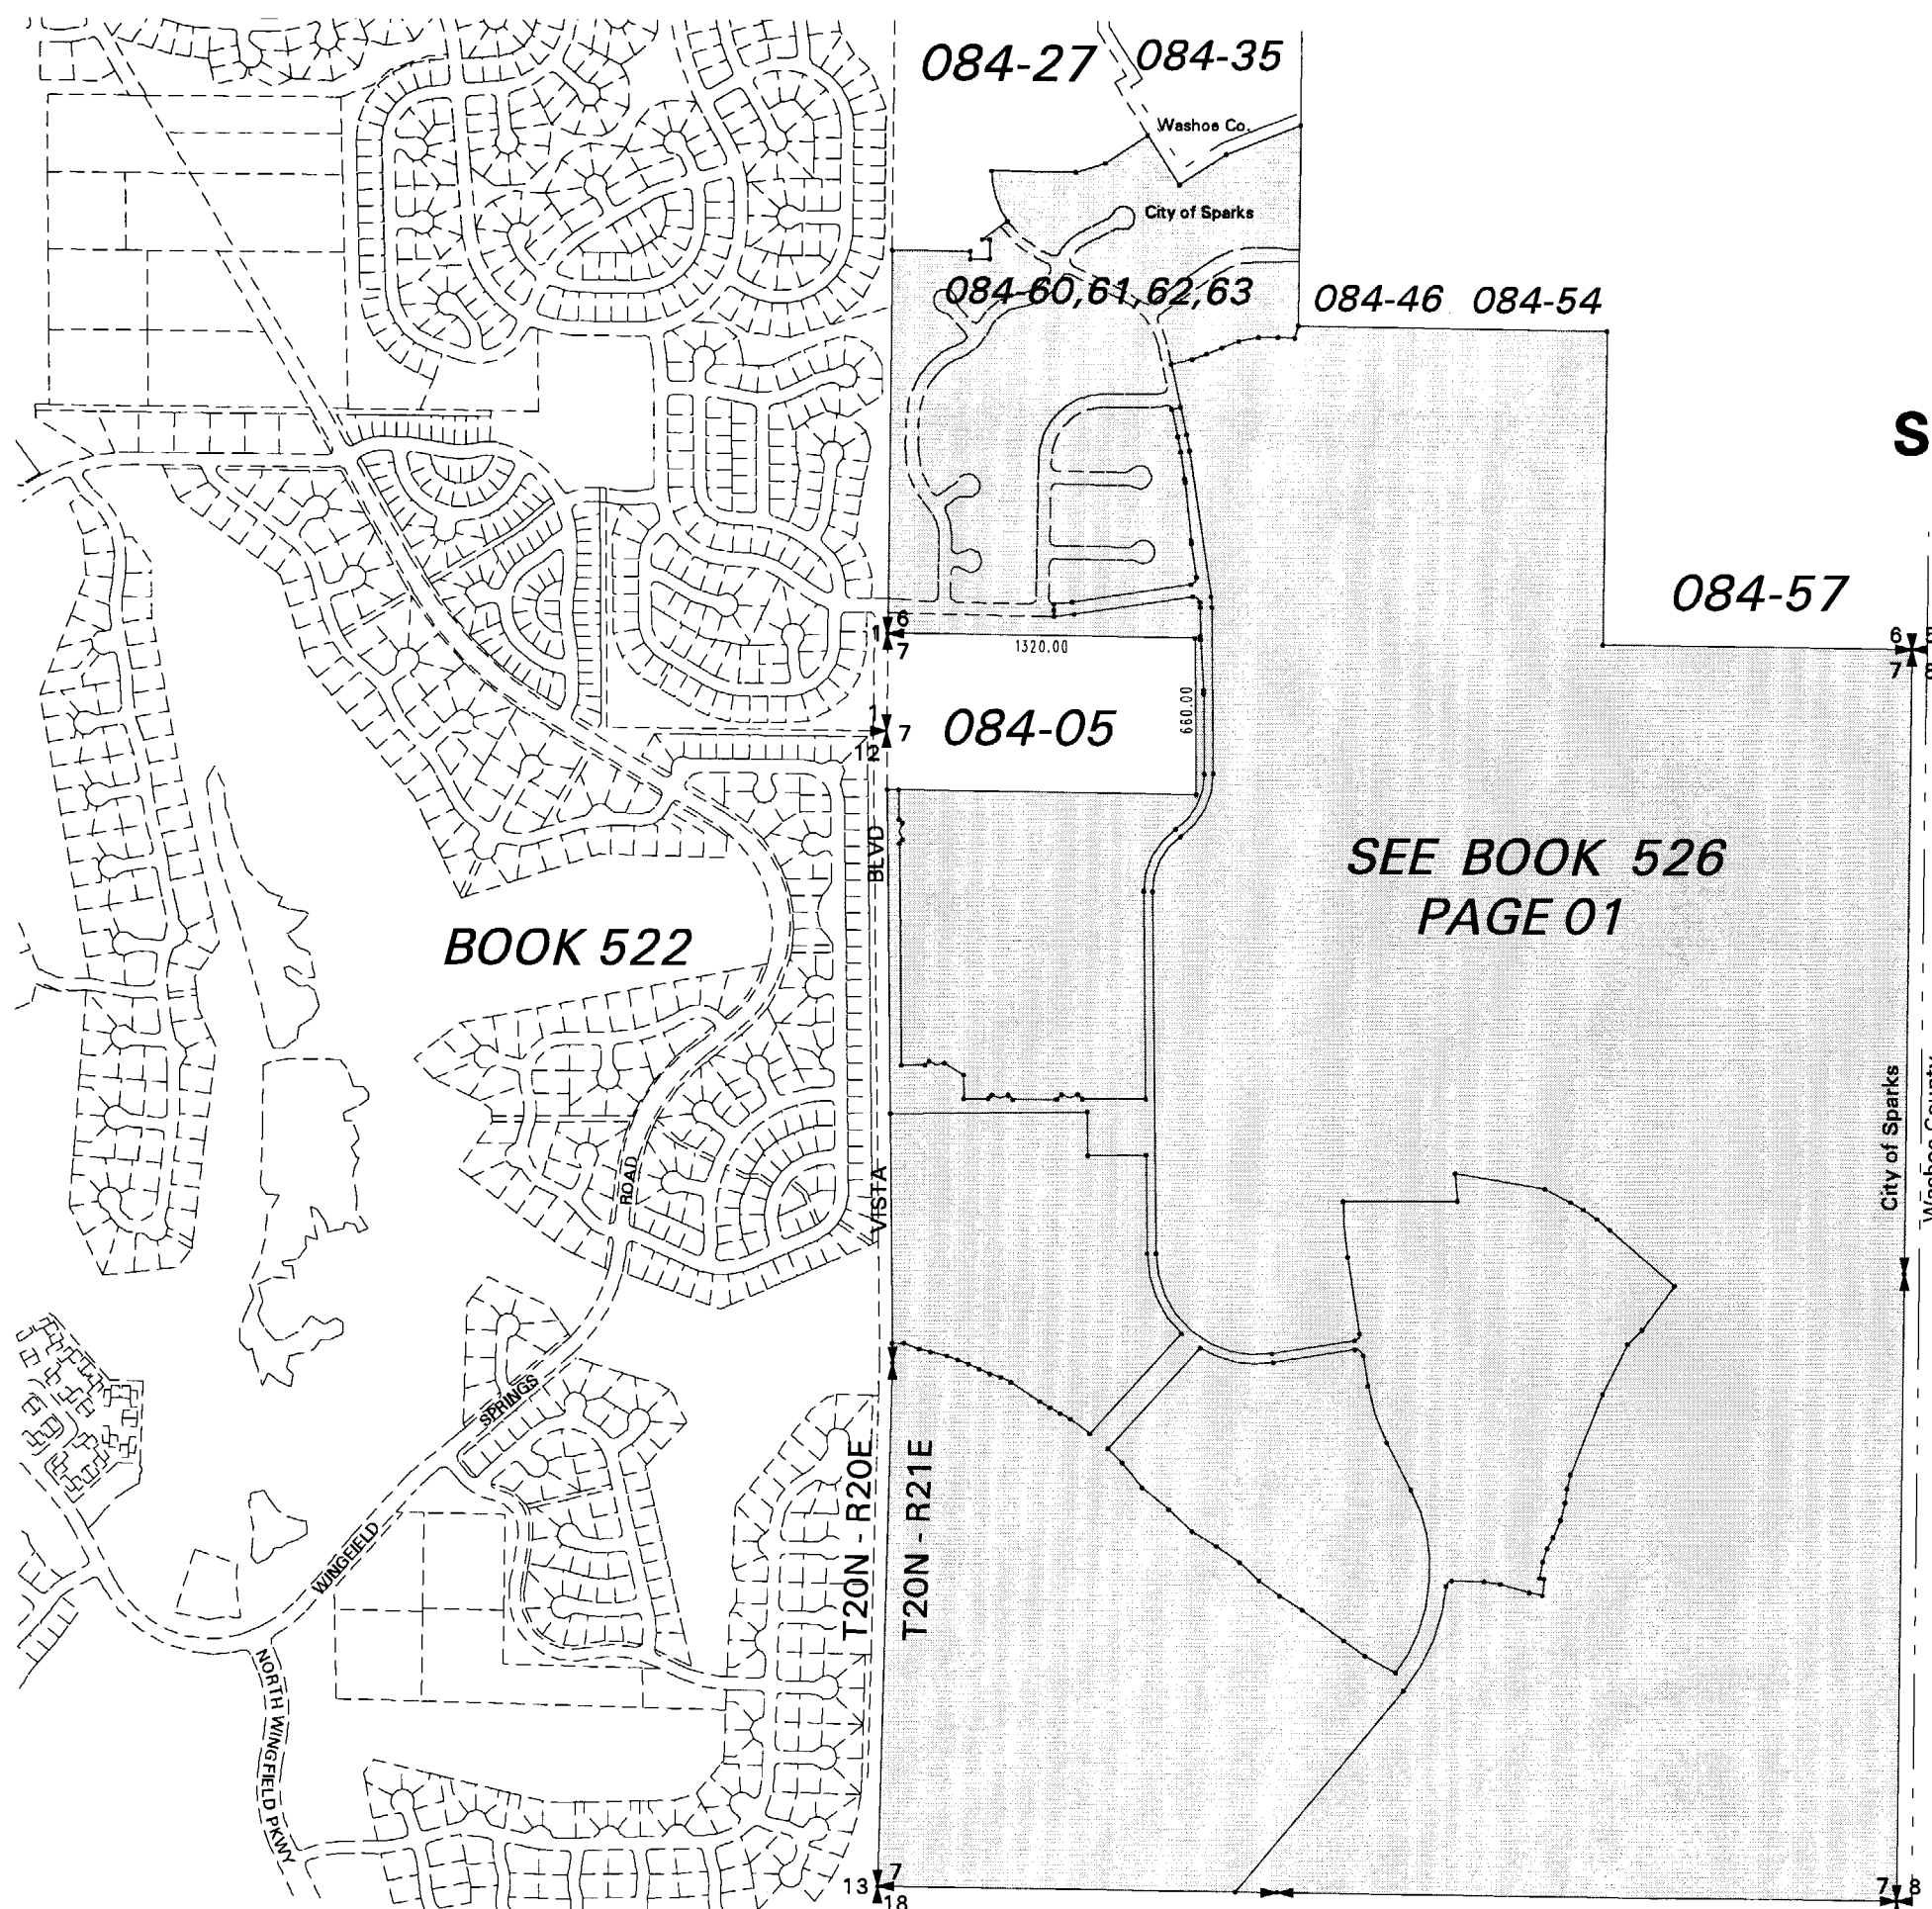 084-27
084-35
Washoe Co.
City of Sparks
084-60,61,62,63
084-46 084-54
S
084-57
6
1
7
1320.00
6
7
660.00
084-05
1
7
12
BLVD
SEE BOOK 526
PAGE 01
BOOK 522
City of Sparks
Washoe County
ROAD
VISTA
SPRINGS
T20N - R20E
T20N - R21E
WINGFIELD
NORTH WINGFIELD PKWY
7
13
18
7 8